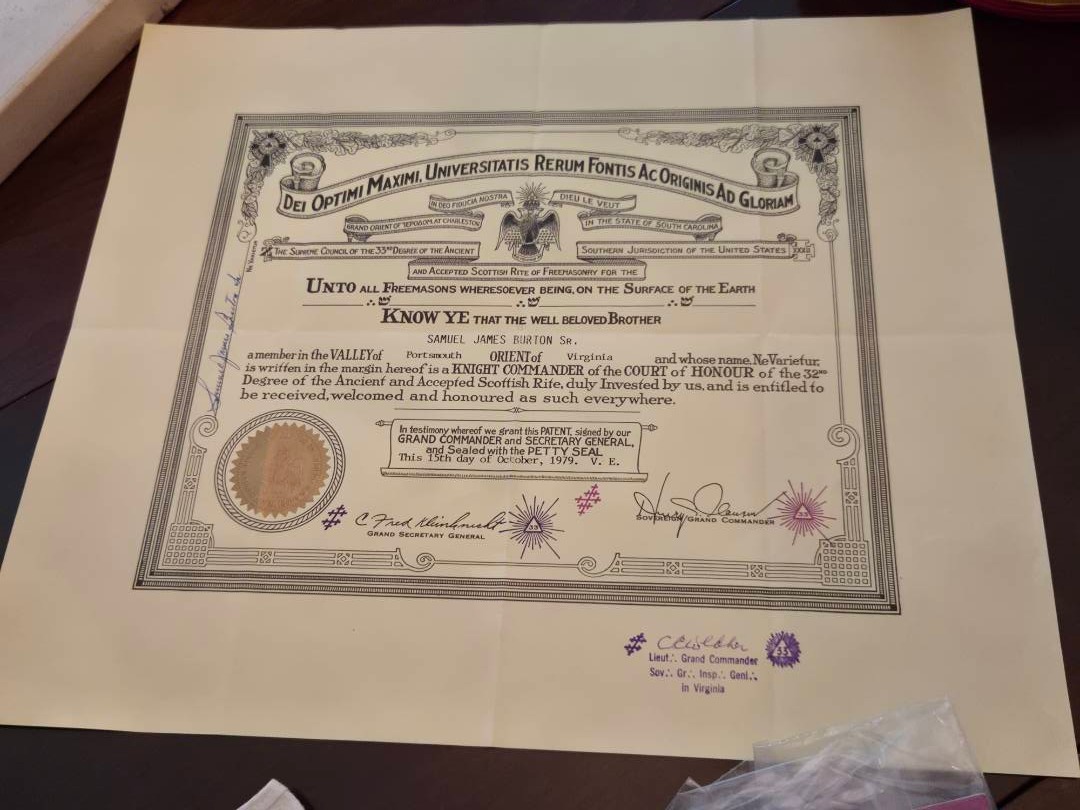 DEI OPTIMI MAXIMI, UNIVERSITATIS RERUM FONTIS AC ORIGINIS AD GLORIAM
IN DEO FIDUCIA NOSTRA
DIEU LE VEUT
GRAND ORIENT OF CHARLESTON
IN THE STATE OF SOUTH CAROLINA
THE SUPREME COUNCIL OF THE 33RD DEGREE OF THE ANCIENT
SOUTHERN JURISDICTION OF THE UNITED STATES
AND ACCEPTED SCOTTISH RITE OF FREEMASONRY FOR THE
UNTO ALL FREEMASONS WHERESOEVER BEING, ON THE SURFACE OF THE EARTH
KNOW YE THAT THE WELL BELOVED BROTHER
SAMUEL JAMES BURTON SR.
a member in the VALLEY of Portsmouth ORIENT of Virginia and whose name, Ne Varietur,
is written in the margin hereof is a KNIGHT COMMANDER of the COURT of HONOUR of the 32ND
Degree of the Ancient and Accepted Scottish Rite, duly Invested by us, and is entitled to
be received, welcomed and honoured as such everywhere.
In testimony whereof we grant this PATENT, signed by our
GRAND COMMANDER and SECRETARY GENERAL,
and Sealed with the PETTY SEAL
This 15th day of October, 1979. V. E.
NE VARIETUR
Samuel James Burton Sr
C. Fred Kleinknecht
GRAND SECRETARY GENERAL
33
SOVEREIGN GRAND COMMANDER
33
Lieut∴ Grand Commander
33
Sov∴ Gr∴ Insp∴ Genl∴
in Virginia